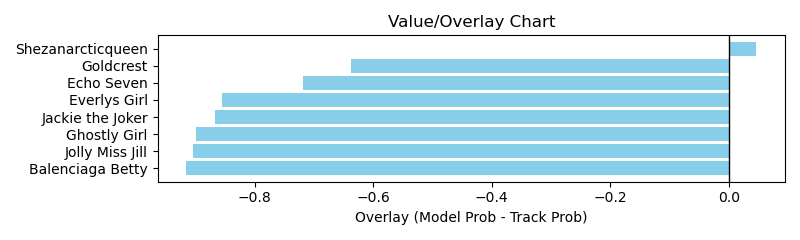 Value/Overlay Chart
Shezanarcticqueen
Goldcrest
Echo Seven
Everlys Girl
Jackie the Joker
Ghostly Girl
Jolly Miss Jill
Balenciaga Betty
−0.8 −0.6 −0.4 −0.2 0.0
Overlay (Model Prob - Track Prob)